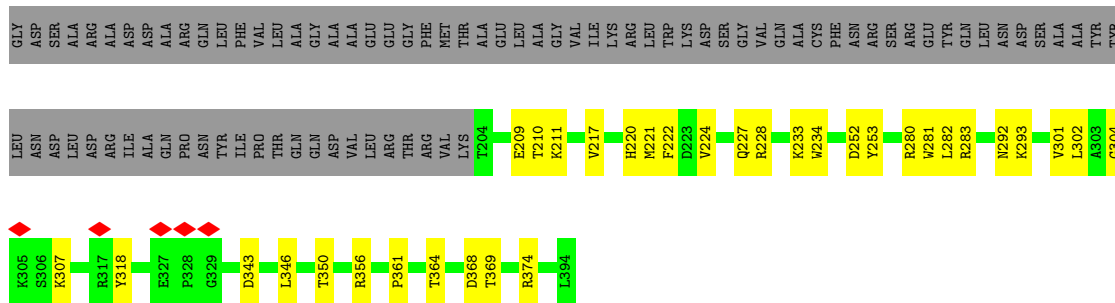 GLY ASP SER ALA ARG ALA ASP ASP ALA ARG GLN LEU PHE VAL LEU ALA GLY ALA ALA GLU GLU GLY PHE MET THR ALA GLU LEU ALA GLY VAL ILE LYS ARG LEU TRP LYS ASP SER GLY VAL GLN ALA CYS PHE ASN ARG SER ARG GLU TYR GLN LEU ASN ASP SER ALA ALA TYR TYR
LEU ASN ASP LEU ASP ARG ILE ALA GLN PRO ASN TYR ILE PRO THR GLN GLN ASP VAL LEU ARG THR ARG VAL LYS T204 E209 T210 K211 V217 H220 M221 F222 D223 V224 Q227 R228 K233 W234 D252 Y253 R280 W281 L282 R283 N292 K293 V301 L302 A303
K305 S306 K307 R317 Y318 E327 P328 G329 D343 L346 T350 R356 P361 T364 D368 T369 R374 L394